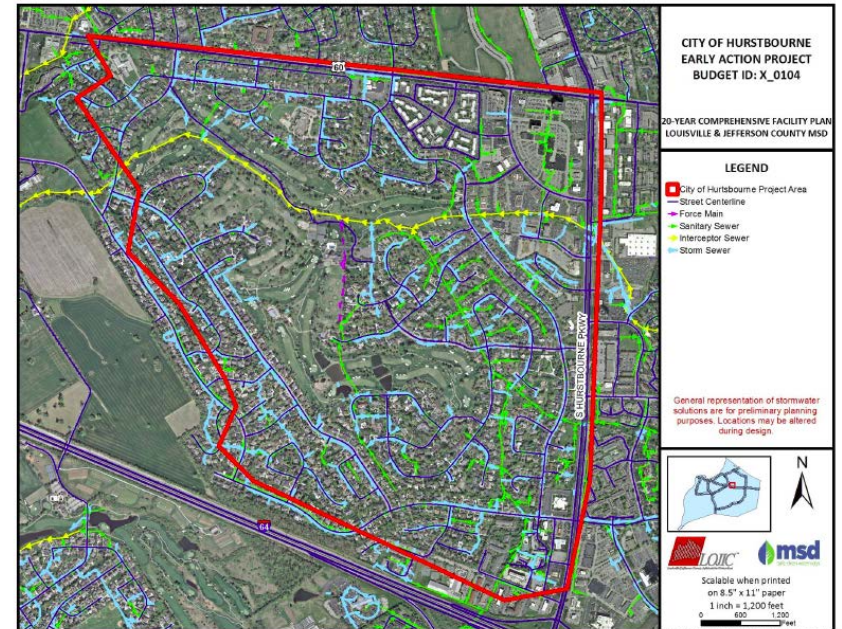 CITY OF HURSTBOURNE
EARLY ACTION PROJECT
BUDGET ID: X_0104
20-YEAR COMPREHENSIVE FACILITY PLAN
LOUISVILLE & JEFFERSON COUNTY MSD
LEGEND
City of Hurtsbourne Project Area
Street Centerline
Force Main
Sanitary Sewer
Interceptor Sewer
Storm Sewer
60
S HURSTBOURNE PKWY
64
General representation of stormwater
solutions are for preliminary planning
purposes. Locations may be altered
during design.
N
LOJIC
msd
Scalable when printed
on 8.5" x 11" paper
1 inch = 1,200 feet
0 600 1,200
Feet